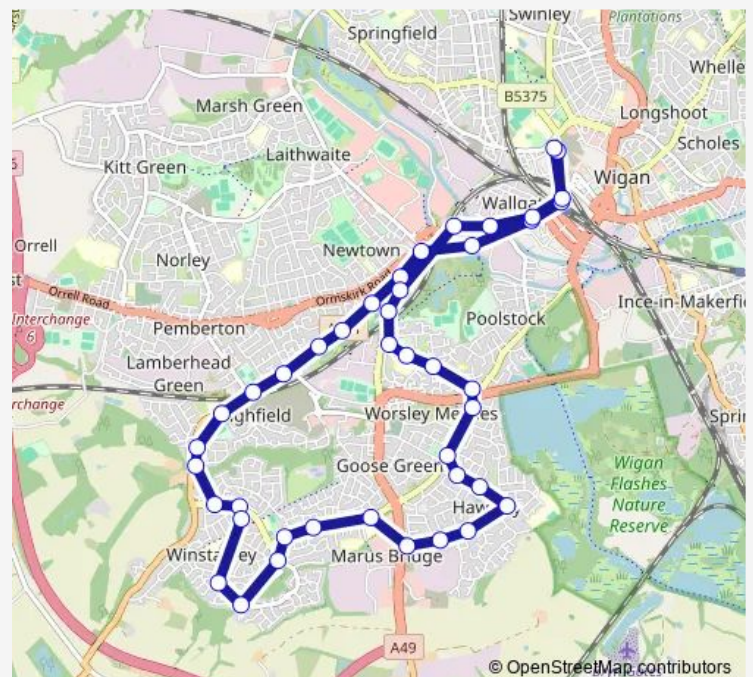 Swinley
Plantations
Springfield
Whelle
B5375
Marsh Green
Longshoot
Laithwaite
Scholes
Kitt Green
Wigan
Orrell
Newtown
Norley
Ormskirk Road
Orrell Road
Ince-in-Makerfi
Interchange
6
Pemberton
Poolstock
Lamberhead
Green
Worsley
Goose Green
Wigan
Flashes
Nature
Reserve
Marus Bridge
A49
© OpenStreetMap contributors